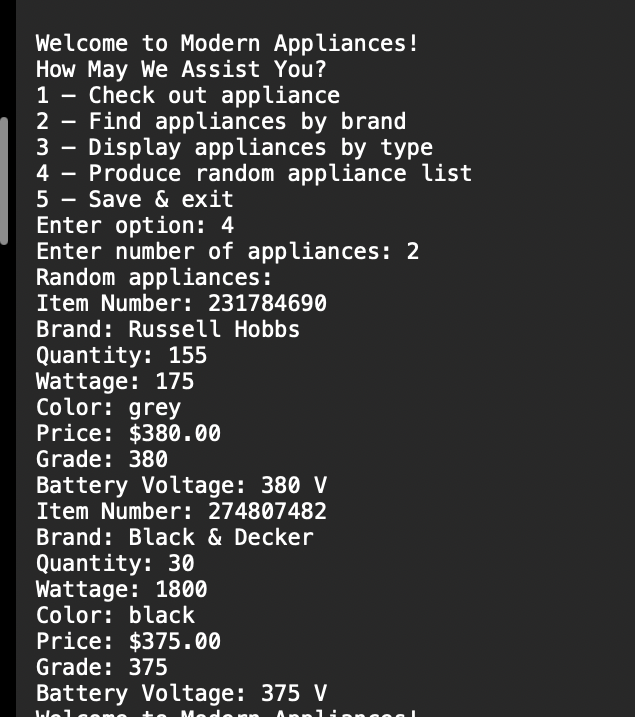 Welcome to Modern Appliances!
How May We Assist You?
1 – Check out appliance
2 – Find appliances by brand
3 – Display appliances by type
4 – Produce random appliance list
5 – Save & exit
Enter option: 4
Enter number of appliances: 2
Random appliances:
Item Number: 231784690
Brand: Russell Hobbs
Quantity: 155
Wattage: 175
Color: grey
Price: $380.00
Grade: 380
Battery Voltage: 380 V
Item Number: 274807482
Brand: Black & Decker
Quantity: 30
Wattage: 1800
Color: black
Price: $375.00
Grade: 375
Battery Voltage: 375 V
Welcome to Modern Appliances!